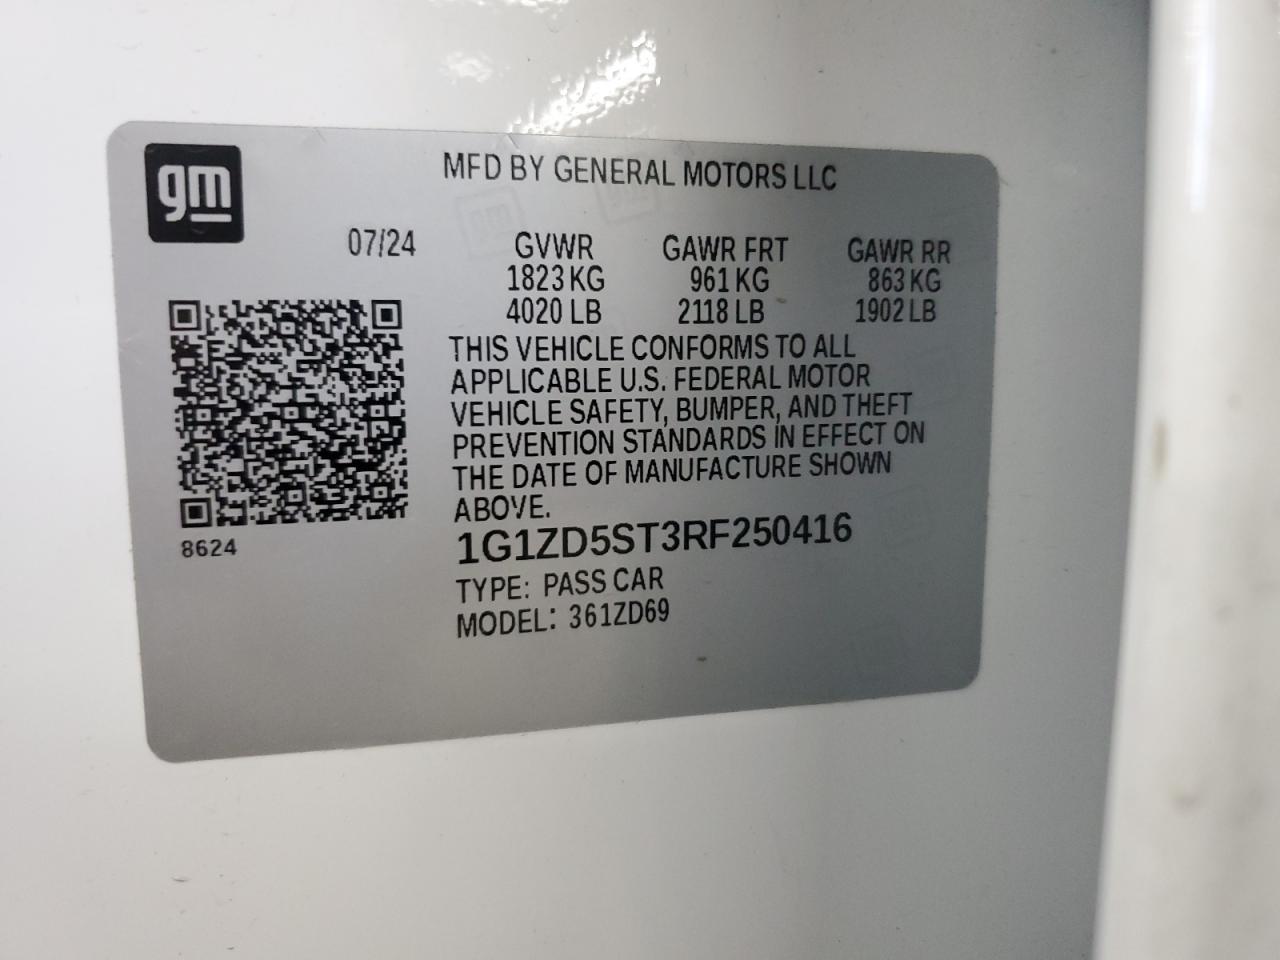 gm
MFD BY GENERAL MOTORS LLC
07/24 GVWR GAWR FRT GAWR RR
1823 KG 961 KG 863 KG
4020 LB 2118 LB 1902 LB
THIS VEHICLE CONFORMS TO ALL
APPLICABLE U.S. FEDERAL MOTOR
VEHICLE SAFETY, BUMPER, AND THEFT
PREVENTION STANDARDS IN EFFECT ON
THE DATE OF MANUFACTURE SHOWN
ABOVE.
8624
1G1ZD5ST3RF250416
TYPE: PASS CAR
MODEL: 361ZD69